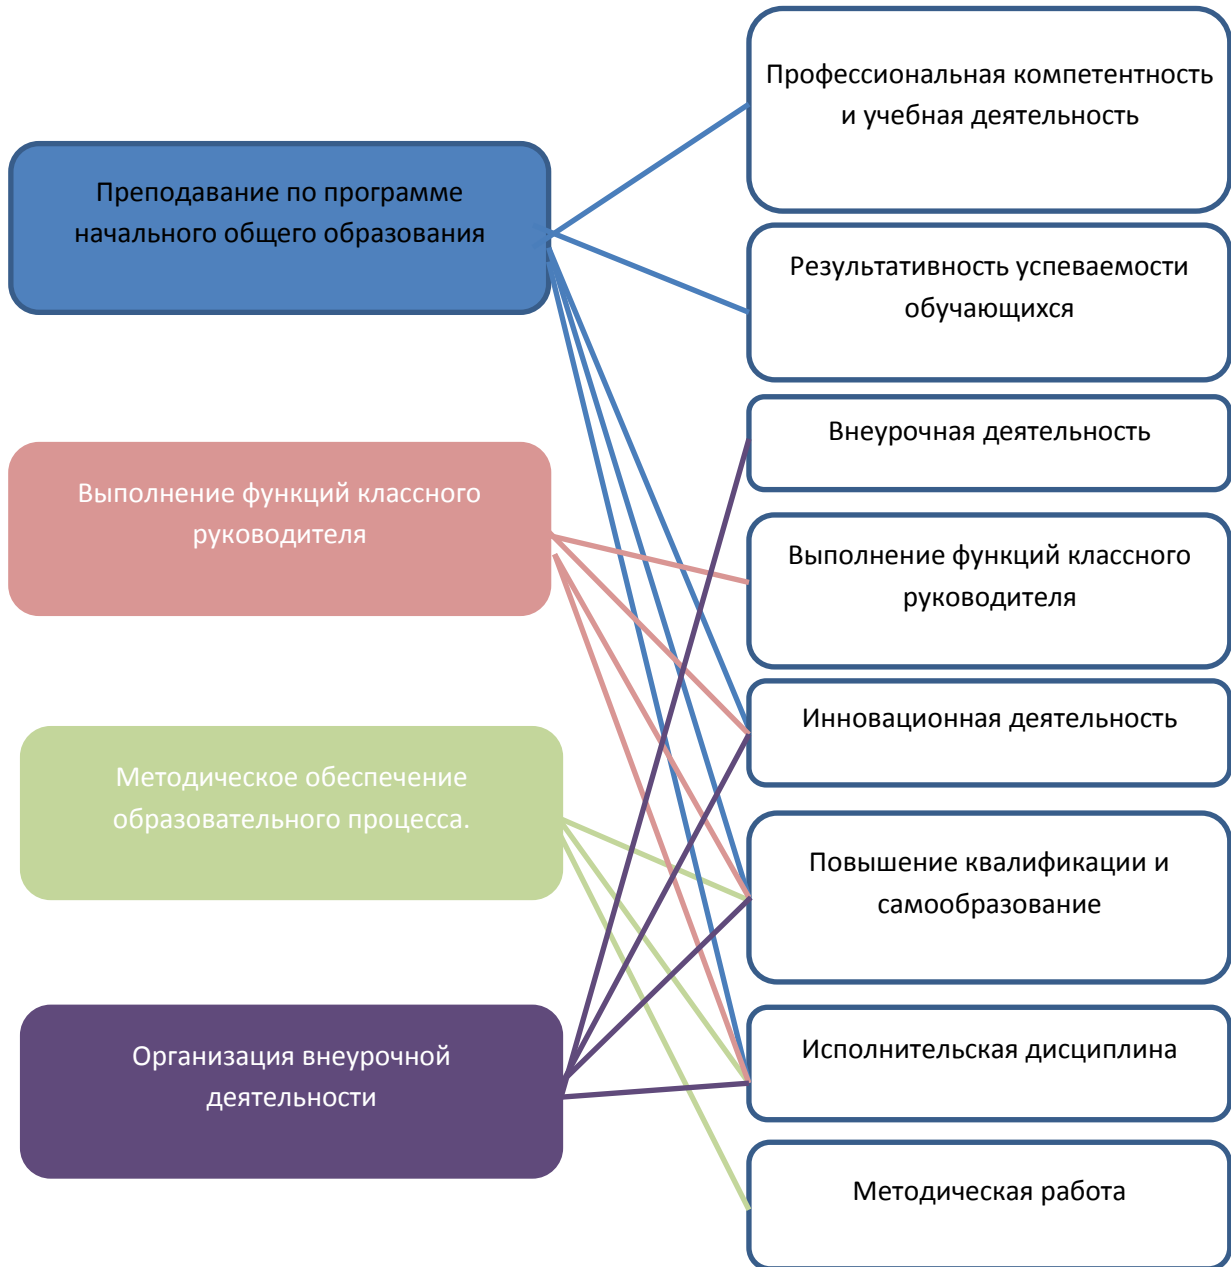 Преподавание по программе
начального общего образования
Выполнение функций классного
руководителя
Методическое обеспечение
образовательного процесса.
Организация внеурочной
деятельности
Профессиональная компетентность
и учебная деятельность
Результативность успеваемости
обучающихся
Внеурочная деятельность
Выполнение функций классного
руководителя
Инновационная деятельность
Повышение квалификации и
самообразование
Исполнительская дисциплина
Методическая работа